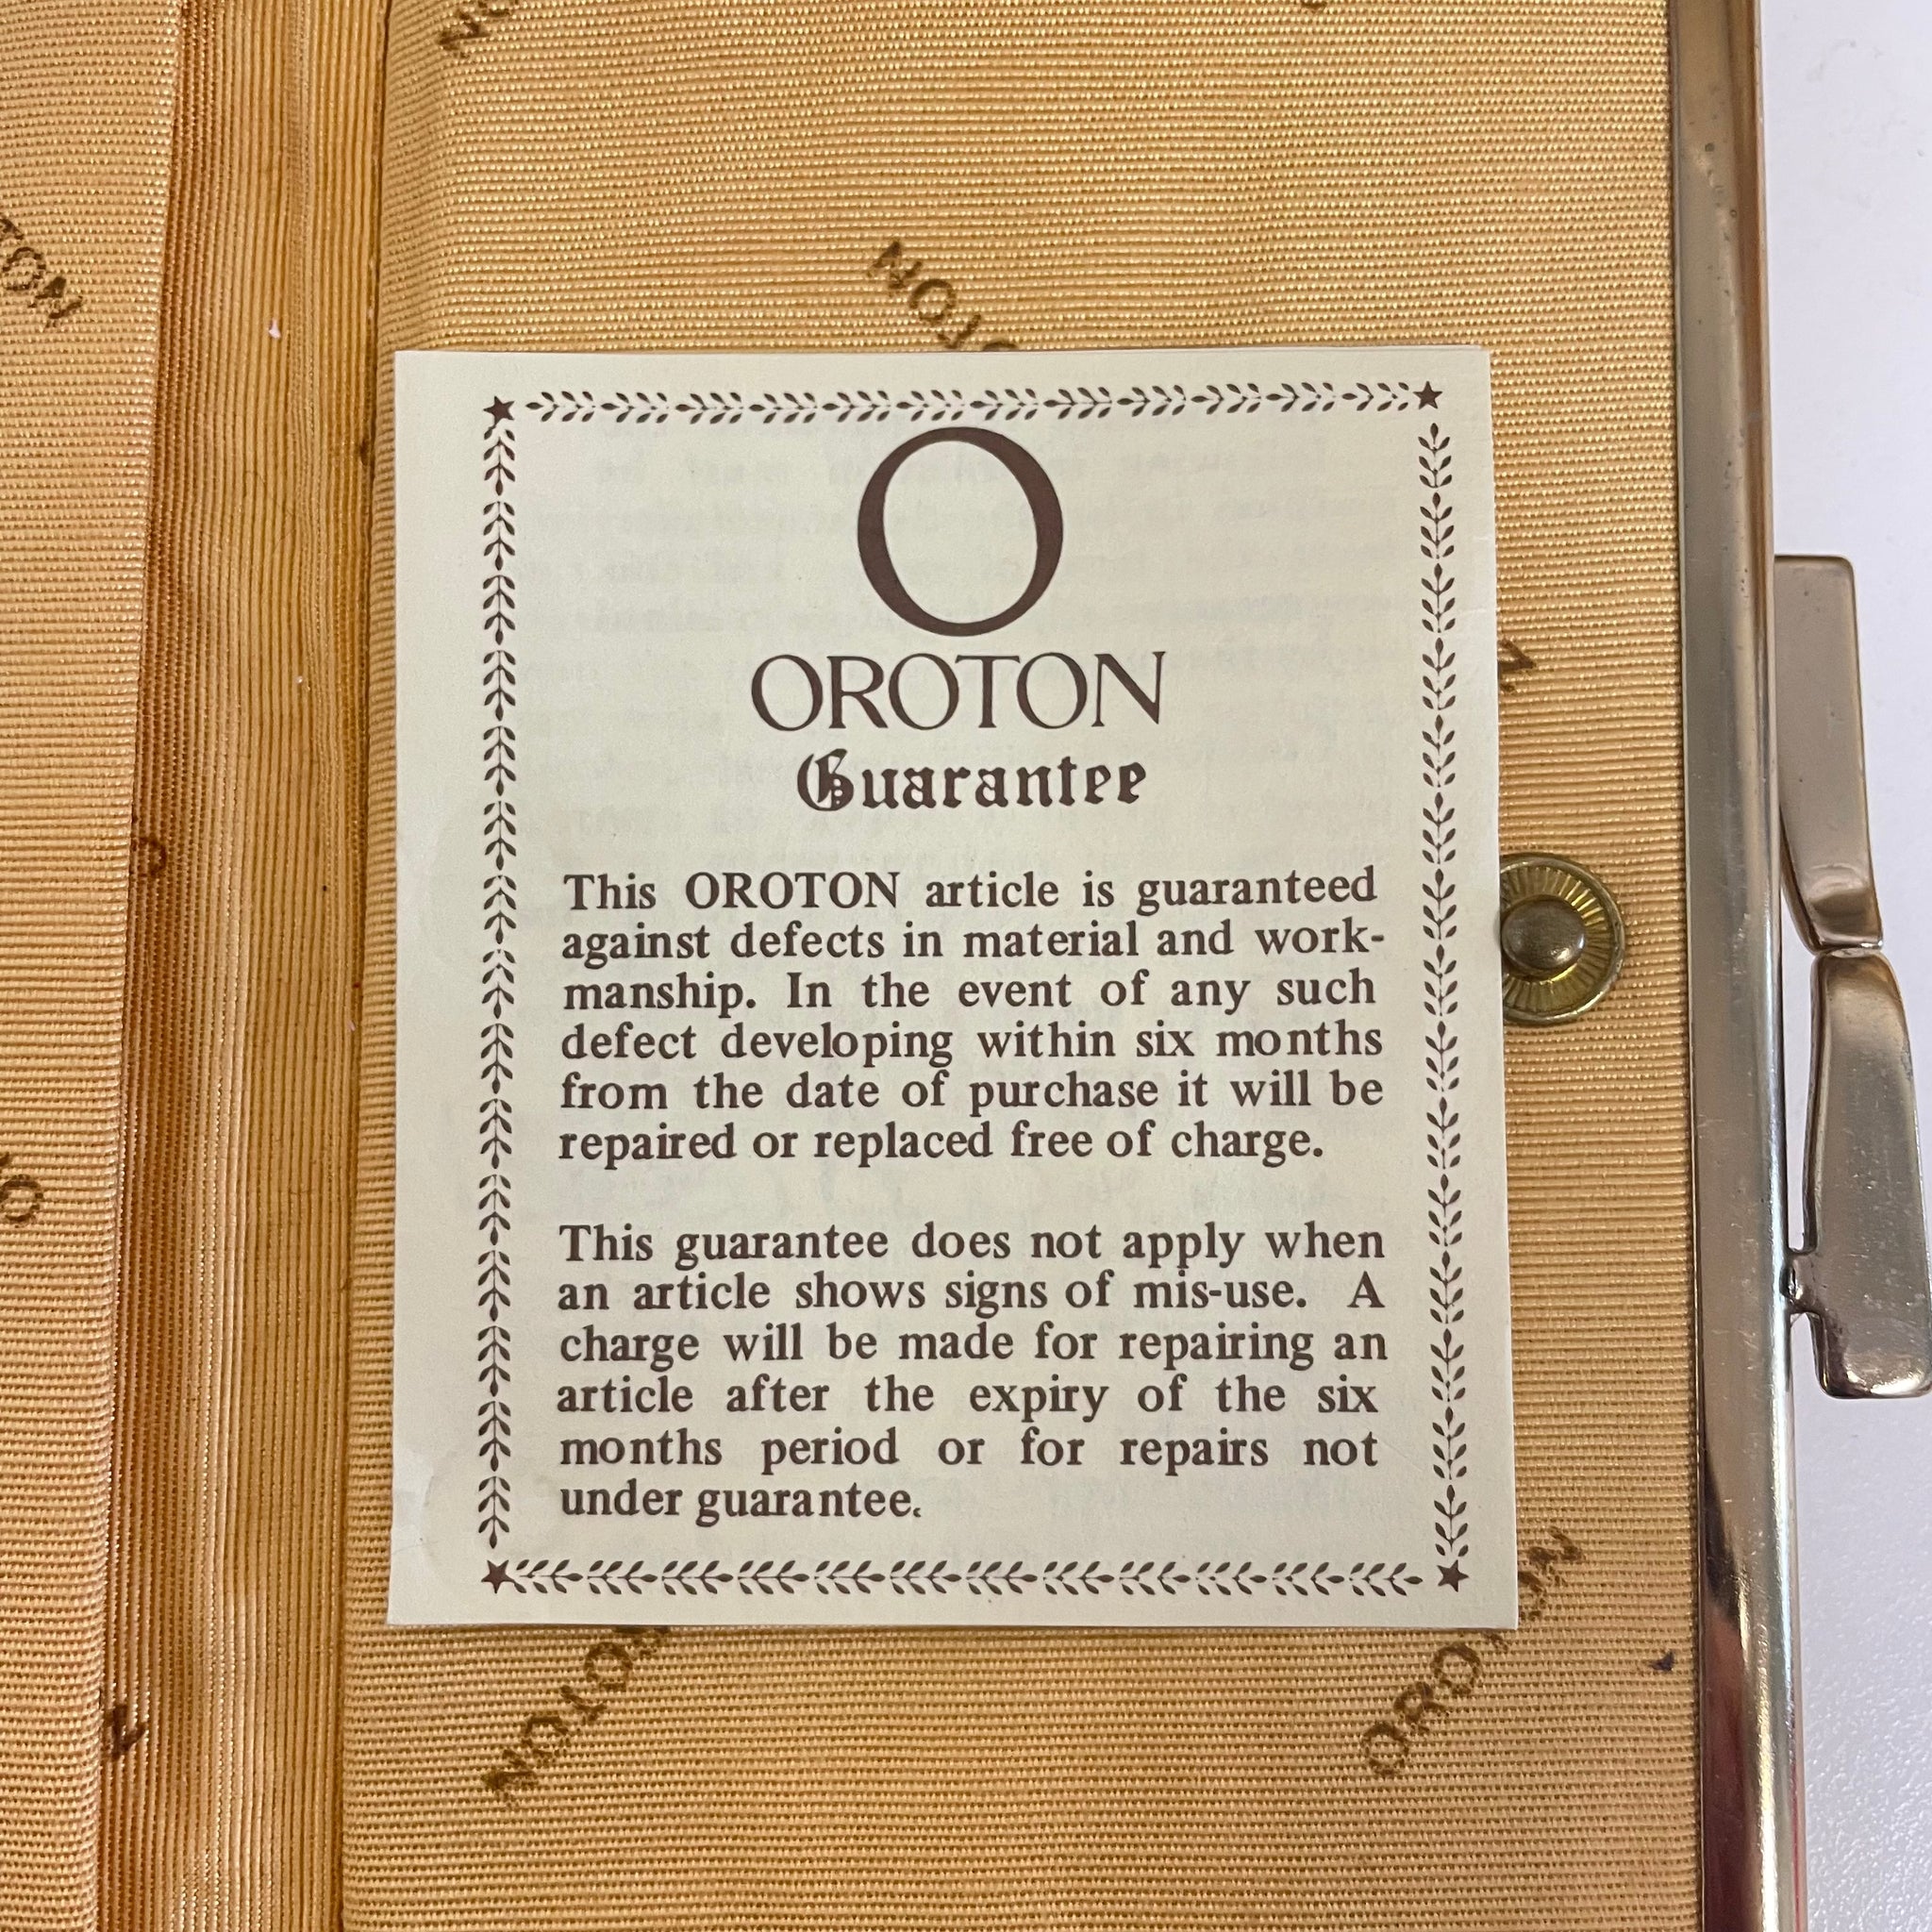 OROTON
O
OROTON
Guarantee
This OROTON article is guaranteed
against defects in material and work-
manship. In the event of any such
defect developing within six months
from the date of purchase it will be
repaired or replaced free of charge.
This guarantee does not apply when
an article shows signs of mis-use. A
charge will be made for repairing an
article after the expiry of the six
months period or for repairs not
under guarantee.